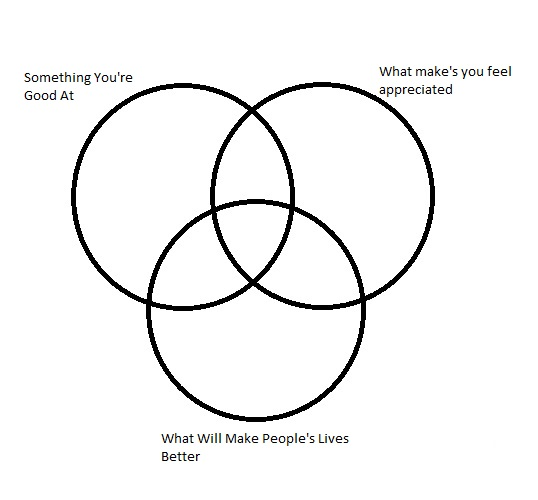 Something You're
Good At
What make's you feel
appreciated
What Will Make People's Lives
Better